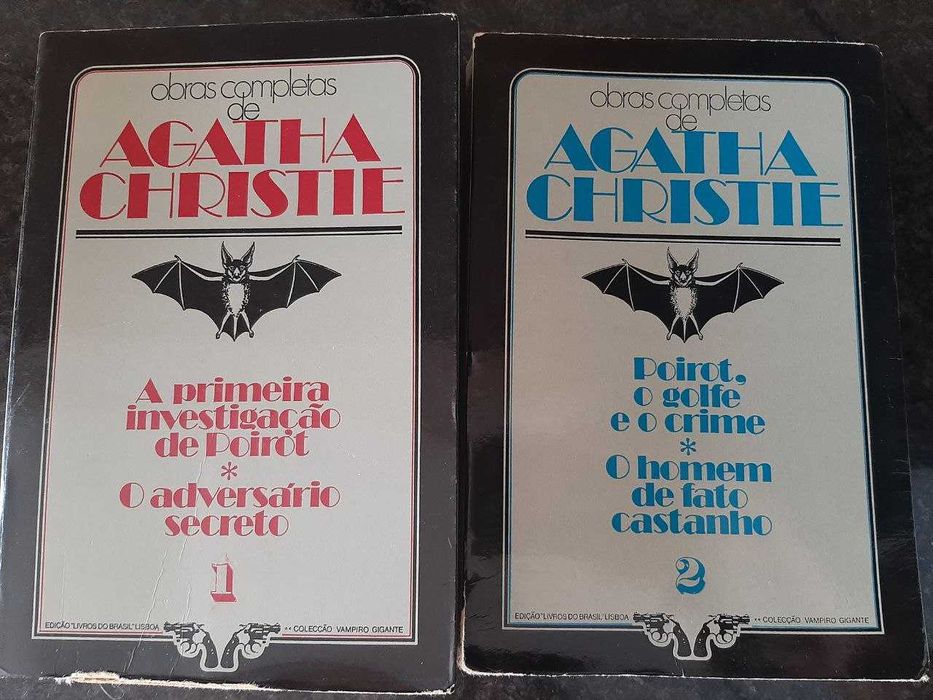 obras completas
de
AGATHA
CHRISTIE
A primeira
investigação
de Poirot
*
O adversário
secreto
1
EDIÇÃO "LIVROS DO BRASIL" LISBOA
** COLECÇÃO VAMPIRO GIGANTE
obras completas
de
AGATHA
CHRISTIE
Poirot,
o golfe
e o crime
*
O homem
de fato
castanho
2
EDIÇÃO "LIVROS DO BRASIL" LISBOA
** COLECÇÃO VAMPIRO GIGANTE